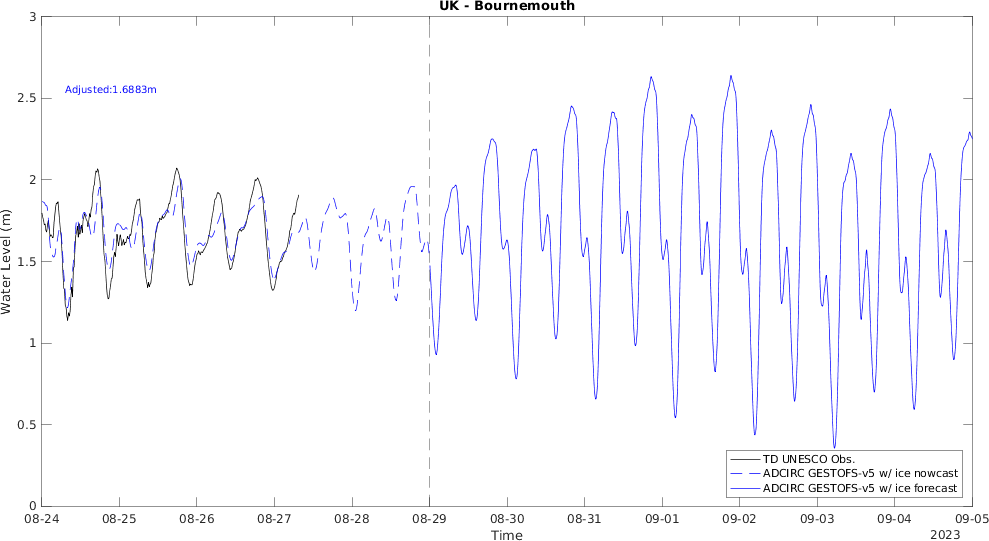 UK - Bournemouth
3
2.5
2
1.5
1
0.5
0
Water Level (m)
Adjusted:1.6883m
TD UNESCO Obs.
ADCIRC GESTOFS-v5 w/ ice nowcast
ADCIRC GESTOFS-v5 w/ ice forecast
08-24 08-25 08-26 08-27 08-28 08-29 08-30 08-31 09-01 09-02 09-03 09-04 09-05
Time
2023